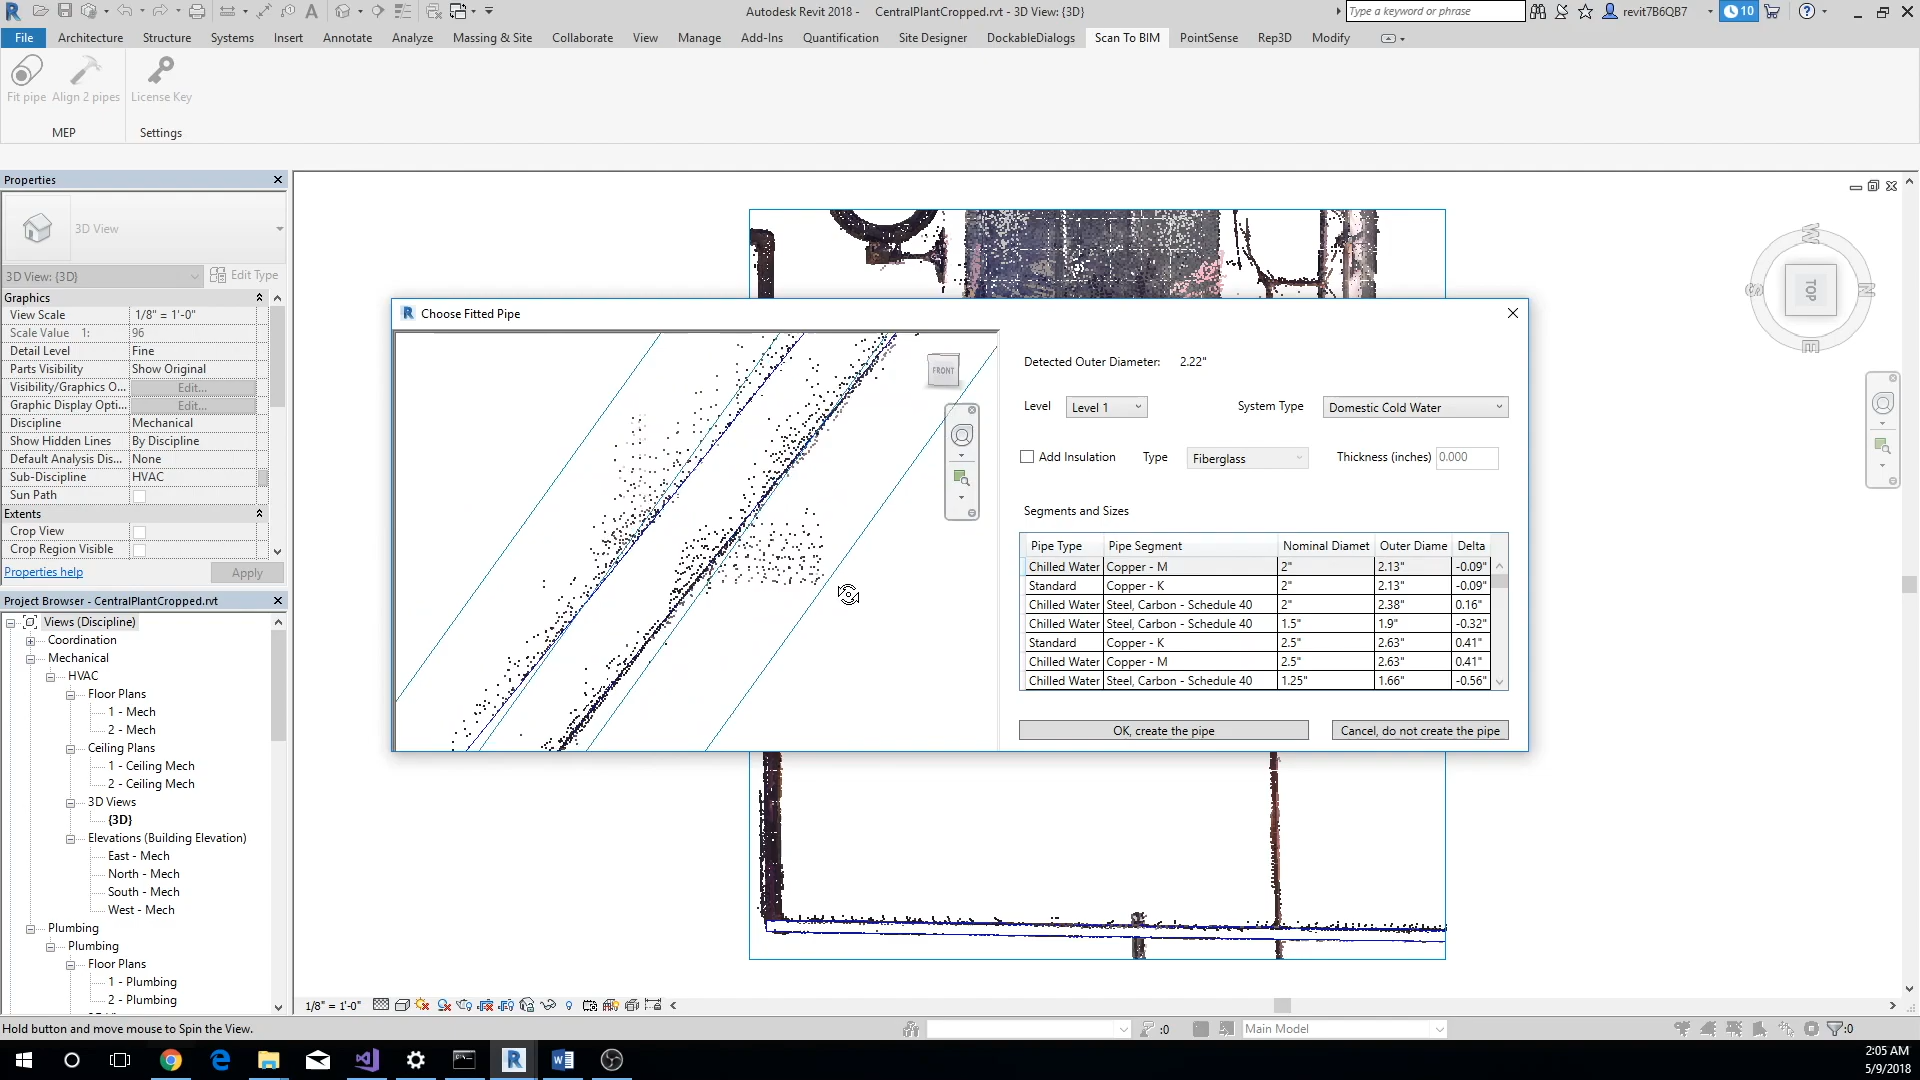 Autodesk Revit 2018 -    CentralPlantCropped.rvt - 3D View: {3D}
Type a keyword or phrase
revit7B6QB7
10
File
Architecture
Structure
Systems
Insert
Annotate
Analyze
Massing & Site
Collaborate
View
Manage
Add-Ins
Quantification
Site Designer
DockableDialogs
Scan To BIM
PointSense
Rep3D
Modify
Fit pipe
Align 2 pipes
License Key
MEP
Settings
Properties
3D View
3D View: {3D}
Edit Type
Graphics
View Scale 1/8" = 1'-0"
Scale Value 1: 96
Detail Level Fine
Parts Visibility Show Original
Visibility/Graphics O... Edit...
Graphic Display Opti... Edit...
Discipline Mechanical
Show Hidden Lines By Discipline
Default Analysis Dis... None
Sub-Discipline HVAC
Sun Path
Extents
Crop View
Crop Region Visible
Properties help
Apply
Project Browser - CentralPlantCropped.rvt
Views (Discipline)
Coordination
Mechanical
HVAC
Floor Plans
1 - Mech
2 - Mech
Ceiling Plans
1 - Ceiling Mech
2 - Ceiling Mech
3D Views
{3D}
Elevations (Building Elevation)
East - Mech
North - Mech
South - Mech
West - Mech
Plumbing
Plumbing
Floor Plans
1 - Plumbing
2 - Plumbing
TOP
W
N
E
S
Choose Fitted Pipe
FRONT
Detected Outer Diameter: 2.22"
Level Level 1
System Type Domestic Cold Water
Add Insulation
Type Fiberglass
Thickness (inches) 0.000
Segments and Sizes
Pipe Type Pipe Segment Nominal Diamet Outer Diame Delta
Chilled Water Copper - M 2" 2.13" -0.09"
Standard Copper - K 2" 2.13" -0.09"
Chilled Water Steel, Carbon - Schedule 40 2" 2.38" 0.16"
Chilled Water Steel, Carbon - Schedule 40 1.5" 1.9" -0.32"
Standard Copper - K 2.5" 2.63" 0.41"
Chilled Water Copper - M 2.5" 2.63" 0.41"
Chilled Water Steel, Carbon - Schedule 40 1.25" 1.66" -0.56"
OK, create the pipe
Cancel, do not create the pipe
1/8" = 1'-0"
Hold button and move mouse to Spin the View.
:0
Main Model
:0
2:05 AM
5/9/2018